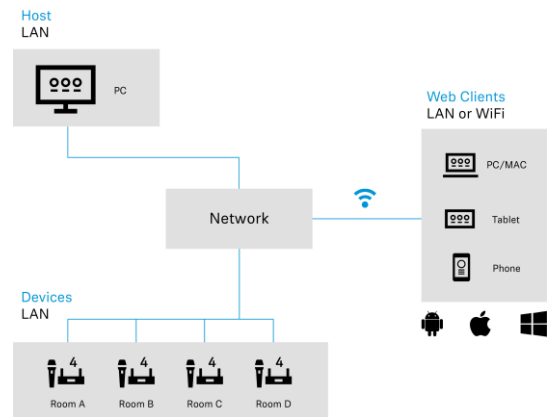 Host
LAN
PC
Web Clients
LAN or WiFi
PC/MAC
Tablet
Phone
Network
Devices
LAN
4 4 4 4
Room A Room B Room C Room D